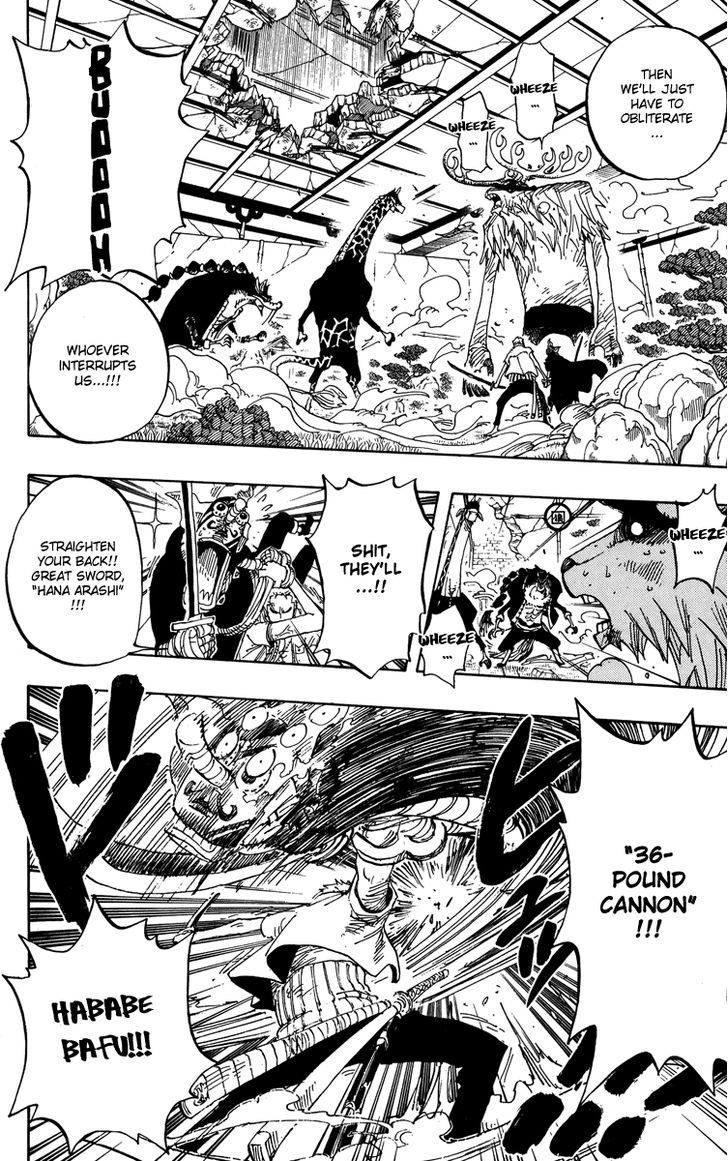 THEN
WE'LL JUST
HAVE TO
OBLITERATE
...
WHEEZE
...
WHEEZE
...
WHOEVER
INTERRUPTS
US...!!!
WHEEZE
...
WHEEZE
...
SHIT,
THEY'LL
...!!
STRAIGHTEN
YOUR BACK!!
GREAT SWORD,
"HANA ARASHI"
!!!
"36-
POUND
CANNON"
!!!
HABABE
BAFU!!!